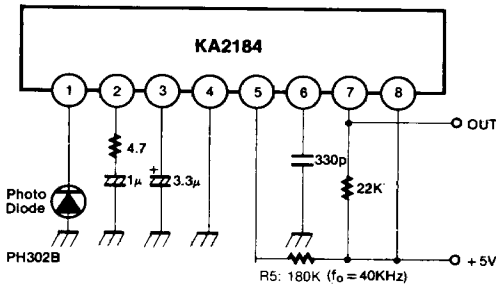 KA2184
1 2 3 4 5 6 7 8
OUT
4.7
330p
+
1μ
3.3μ
22K
Photo
Diode
PH302B
+5V
R5: 180K (fo = 40KHz)